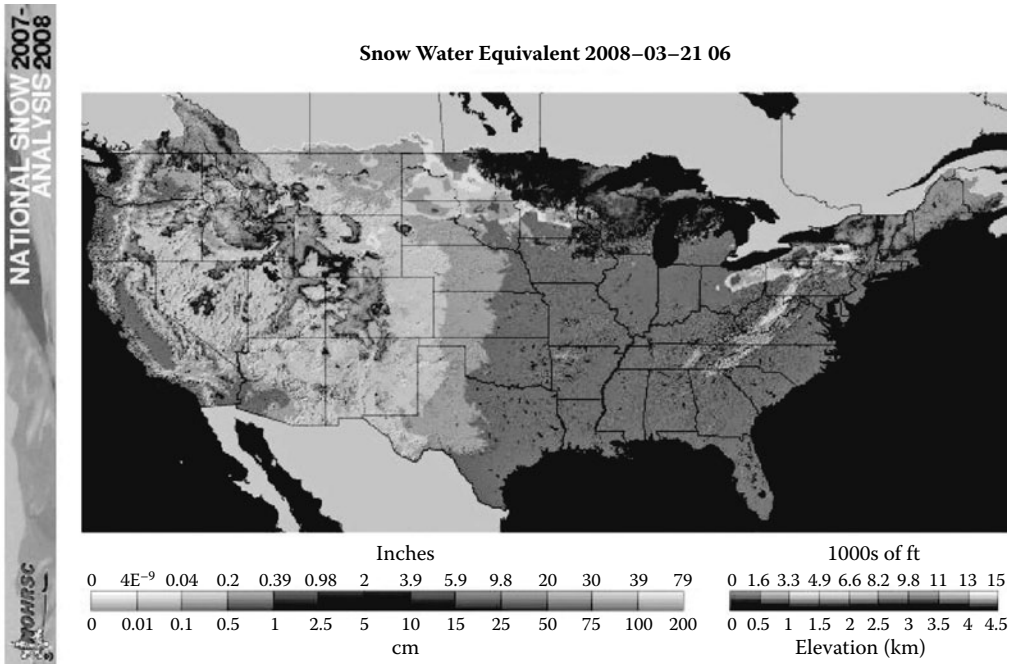 NATIONAL SNOW 2007-
ANALYSIS 2008
Snow Water Equivalent 2008–03–21 06
Inches
0 4E⁻⁹ 0.04 0.2 0.39 0.98 2 3.9 5.9 9.8 20 30 39 79
0 0.01 0.1 0.5 1 2.5 5 10 15 25 50 75 100 200
cm
1000s of ft
0 1.6 3.3 4.9 6.6 8.2 9.8 11 13 15
0 0.5 1 1.5 2 2.5 3 3.5 4 4.5
Elevation (km)
NOHRSC